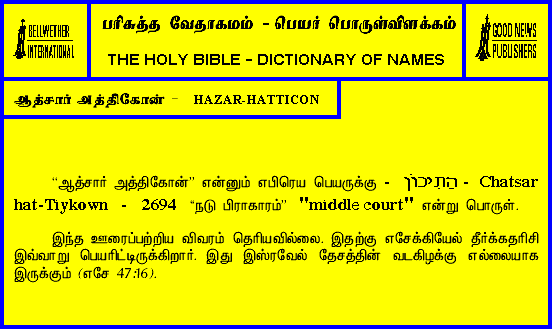 BELLWETHER
INTERNATIONAL
பரிசுத்த வேதாகமம் - பெயர் பொருள்விளக்கம்
THE HOLY BIBLE - DICTIONARY OF NAMES
GOOD NEWS
PUBLISHERS
ஆத்சார் அத்திகோன் - HAZAR-HATTICON
“ஆத்சார் அத்திகோன்” என்னும் எபிரெய பெயருக்கு - הַתִּיכוֹן - Chatsar
hat-Tiykown - 2694 “நடு பிராகாரம்” "middle court" என்று பொருள்.
இந்த ஊரைப்பற்றிய விவரம் தெரியவில்லை. இதற்கு எசேக்கியேல் தீர்க்கதரிசி
இவ்வாறு பெயரிட்டிருக்கிறார். இது இஸ்ரவேல் தேசத்தின் வடகிழக்கு எல்லையாக
இருக்கும் (எசே 47:16).